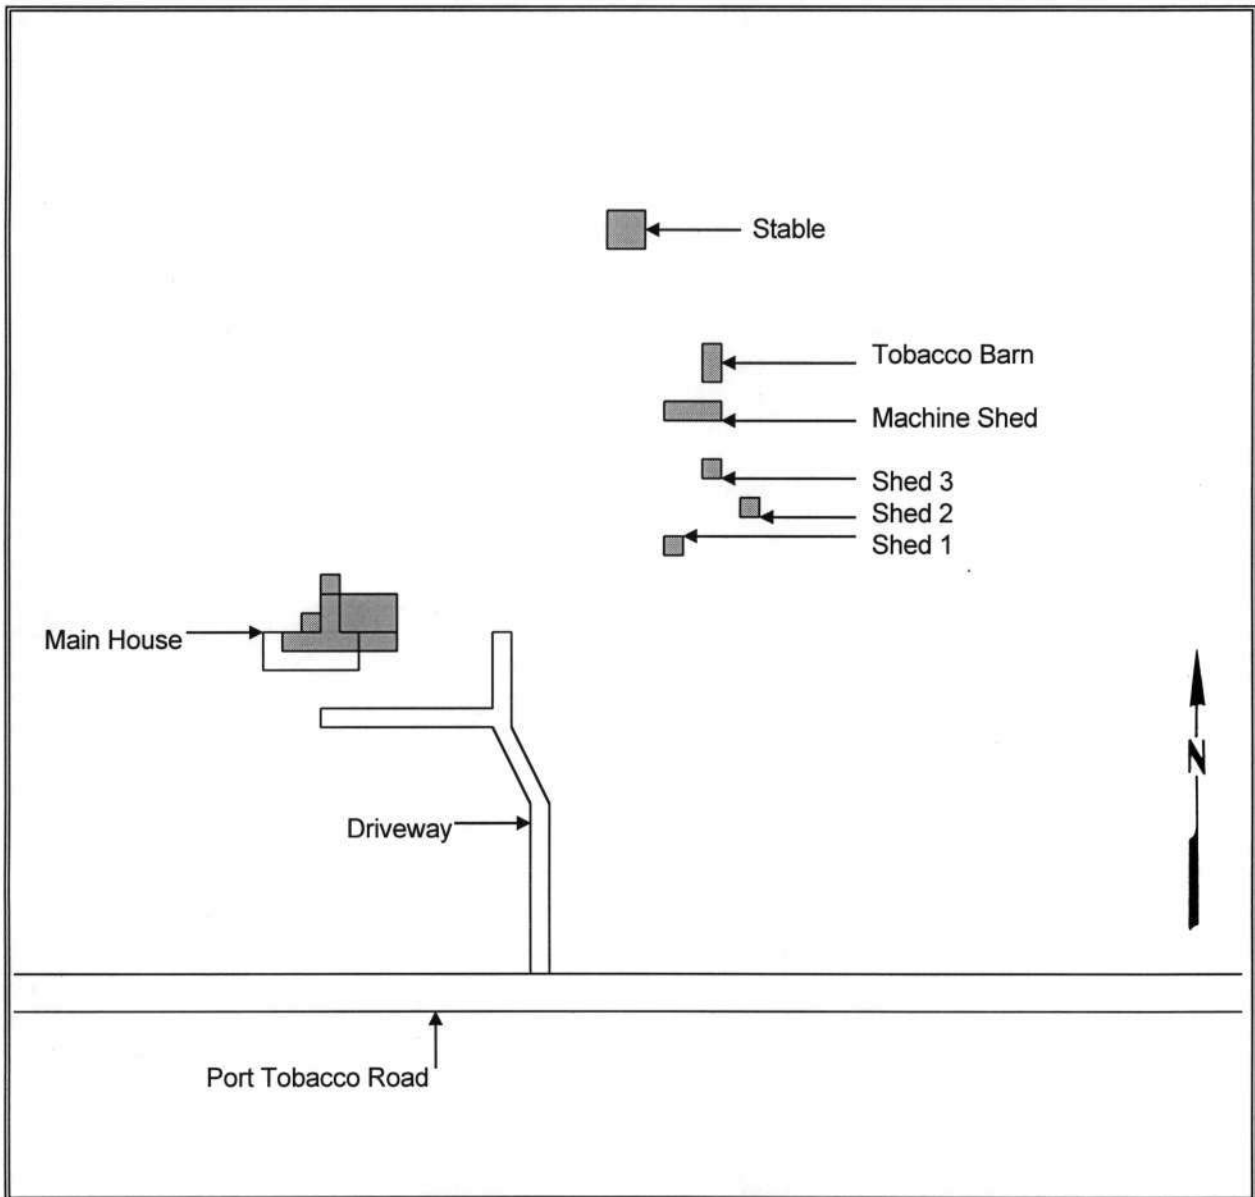 Stable
Tobacco Barn
Machine Shed
Shed 3
Shed 2
Shed 1
Main House
N
Driveway
Port Tobacco Road